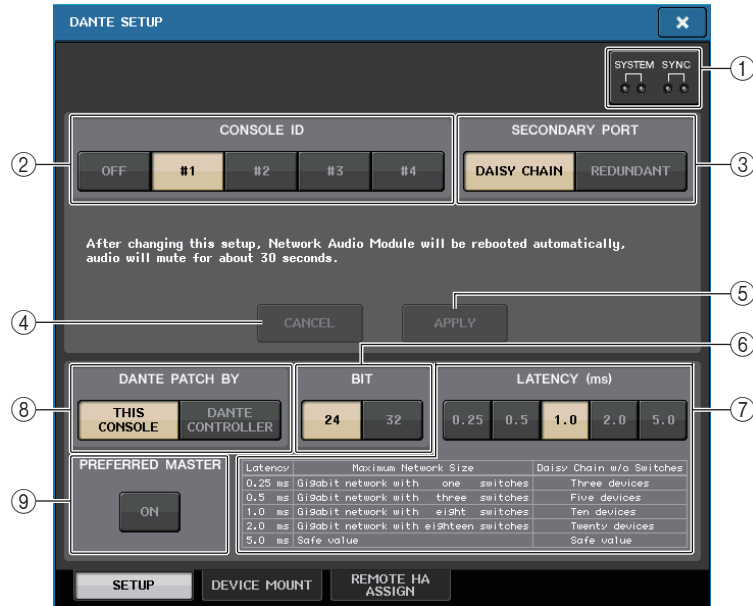 DANTE SETUP
SYSTEM SYNC
①
CONSOLE ID
SECONDARY PORT
②
OFF #1 #2 #3 #4
DAISY CHAIN REDUNDANT
③
After changing this setup, Network Audio Module will be rebooted automatically,
audio will mute for about 30 seconds.
④
CANCEL
APPLY
⑤
⑥
DANTE PATCH BY
BIT
LATENCY (ms)
⑧
THIS
CONSOLE
DANTE
CONTROLLER
24 32
0.25 0.5 1.0 2.0 5.0
⑦
PREFERRED MASTER
⑨
ON
Latency Maximum Network Size Daisy Chain w/o Switches
0.25 ms Gigabit network with one switches Three devices
0.5 ms Gigabit network with three switches Five devices
1.0 ms Gigabit network with eight switches Ten devices
2.0 ms Gigabit network with eighteen switches Twenty devices
5.0 ms Safe value Safe value
SETUP
DEVICE MOUNT
REMOTE HA
ASSIGN